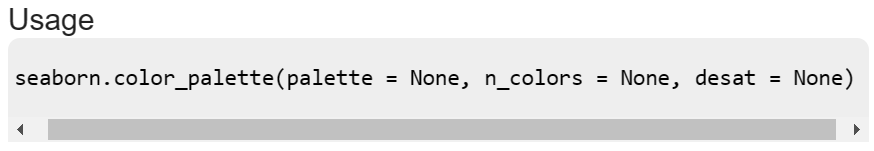 Usage
seaborn.color_palette(palette = None, n_colors = None, desat = None)